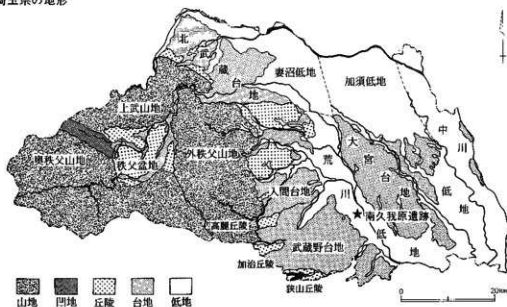 埼玉県の地形
北武蔵台地
妻沼低地
加須低地
中川低地
上武山地
奥秩父山地
秩父盆地
外秩父山地
荒川低地
大宮台地
入間台地
南久我原遺跡
高麗丘陵
武蔵野台地
加治丘陵
狭山丘陵
山地
凹地
丘陵
台地
低地
0
20km